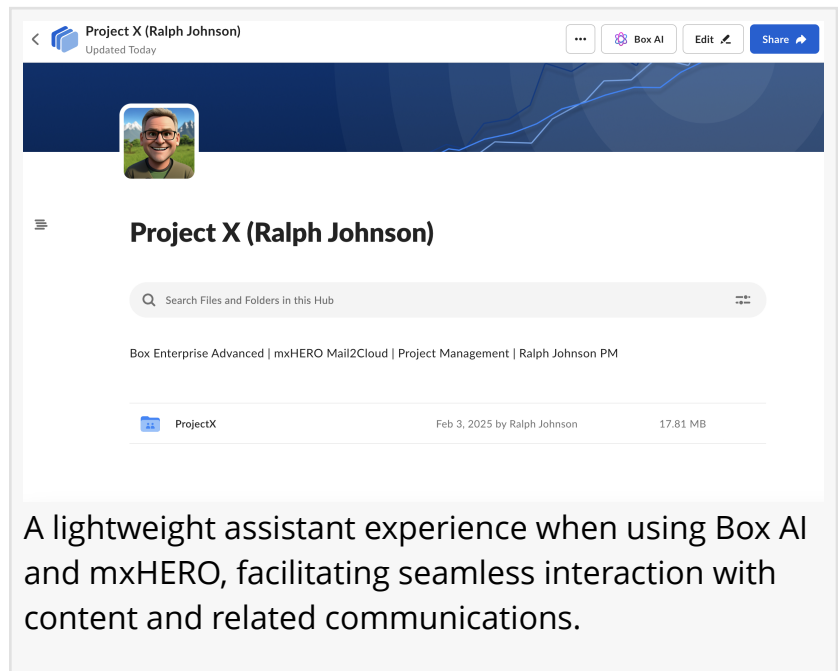 Project X (Ralph Johnson)
Updated Today
Box AI
Edit
Share
Project X (Ralph Johnson)
Search Files and Folders in this Hub
Box Enterprise Advanced | mxHERO Mail2Cloud | Project Management | Ralph Johnson PM
ProjectX Feb 3, 2025 by Ralph Johnson 17.81 MB
A lightweight assistant experience when using Box AI
and mxHERO, facilitating seamless interaction with
content and related communications.